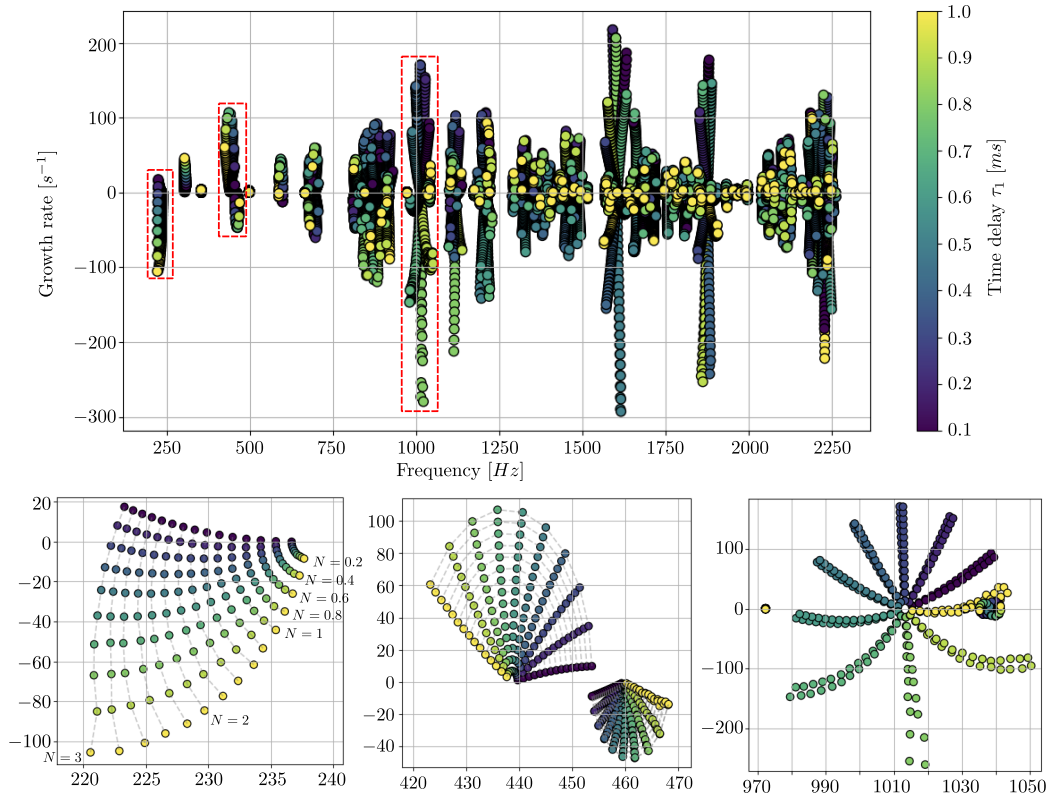 200
100
0
−100
−200
−300
Growth rate [s⁻¹]
250 500 750 1000 1250 1500 1750 2000 2250
Frequency [Hz]
1.0
0.9
0.8
0.7
0.6
0.5
0.4
0.3
0.2
0.1
Time delay τ₁ [ms]
20
0
−20
−40
−60
−80
−100
220 225 230 235 240
N = 0.2
N = 0.4
N = 0.6
N = 0.8
N = 1
N = 2
N = 3
100
80
60
40
20
0
−20
−40
420 430 440 450 460 470
100
0
−100
−200
970 990 1010 1030 1050